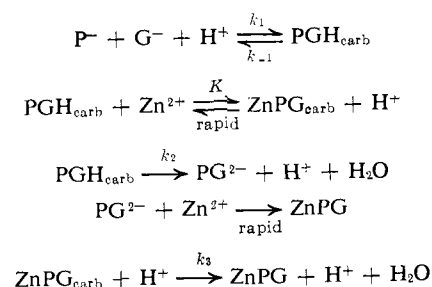 P⁻ + G⁻ + H⁺ ⇌ PGH_carb (k₁, k₋₁)
PGH_carb + Zn²⁺ ⇌ ZnPG_carb + H⁺ (K, rapid)
PGH_carb → PG²⁻ + H⁺ + H₂O (k₂)
PG²⁻ + Zn²⁺ → ZnPG (rapid)
ZnPG_carb + H⁺ → ZnPG + H⁺ + H₂O (k₃)